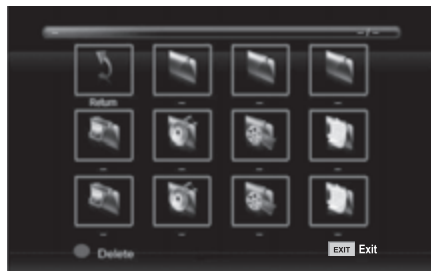 – –/–
Return – – –
– – – –
– – – –
Delete EXIT Exit